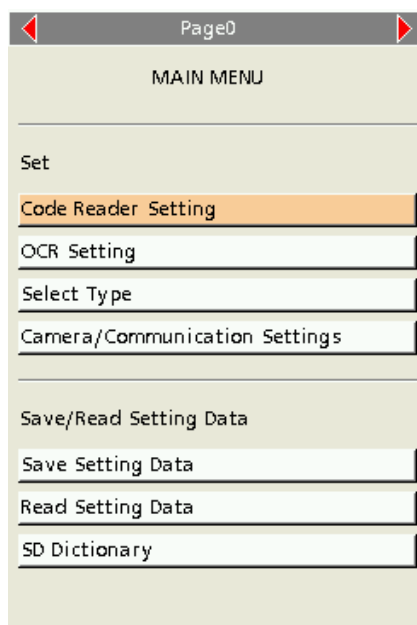 Page0
MAIN MENU
Set
Code Reader Setting
OCR Setting
Select Type
Camera/Communication Settings
Save/Read Setting Data
Save Setting Data
Read Setting Data
SD Dictionary